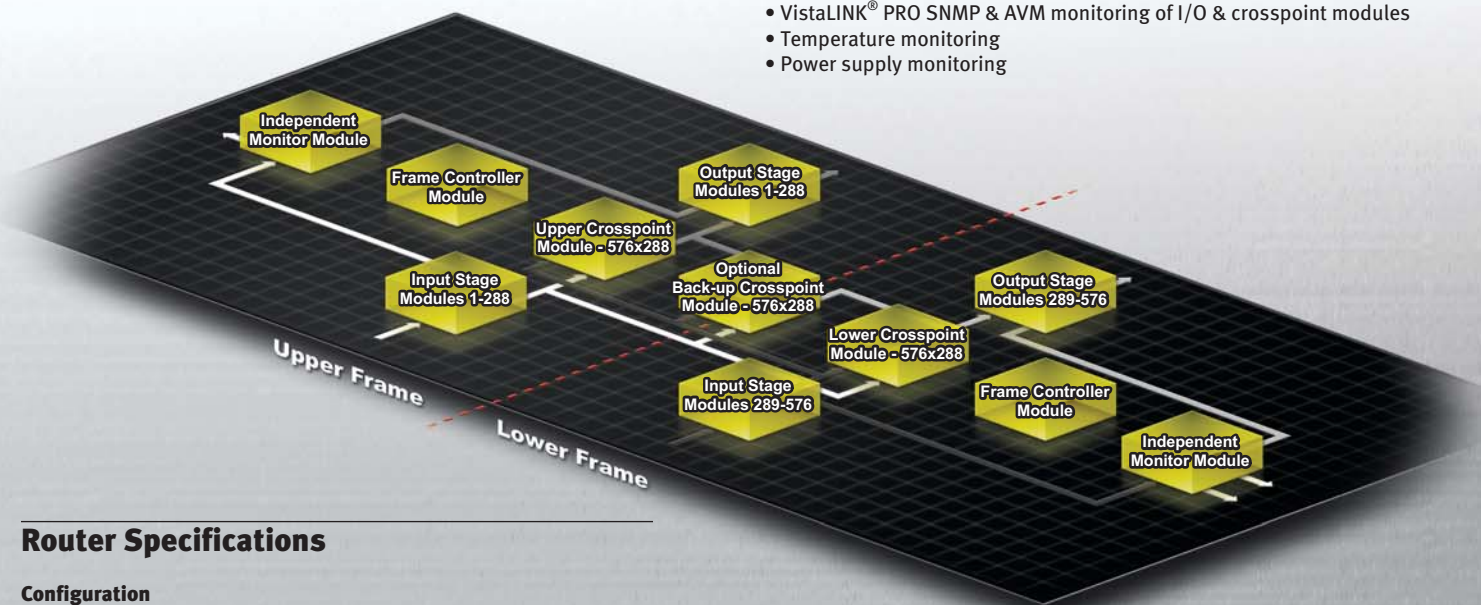 • VistaLINK® PRO SNMP & AVM monitoring of I/O & crosspoint modules
• Temperature monitoring
• Power supply monitoring
Independent
Monitor Module
Frame Controller
Module
Output Stage
Modules 1-288
Upper Crosspoint
Module - 576x288
Input Stage
Modules 1-288
Optional
Back-up Crosspoint
Module - 576x288
Output Stage
Modules 289-576
Lower Crosspoint
Module - 576x288
Input Stage
Modules 289-576
Frame Controller
Module
Independent
Monitor Module
Upper Frame
Lower Frame
Router Specifications
Configuration